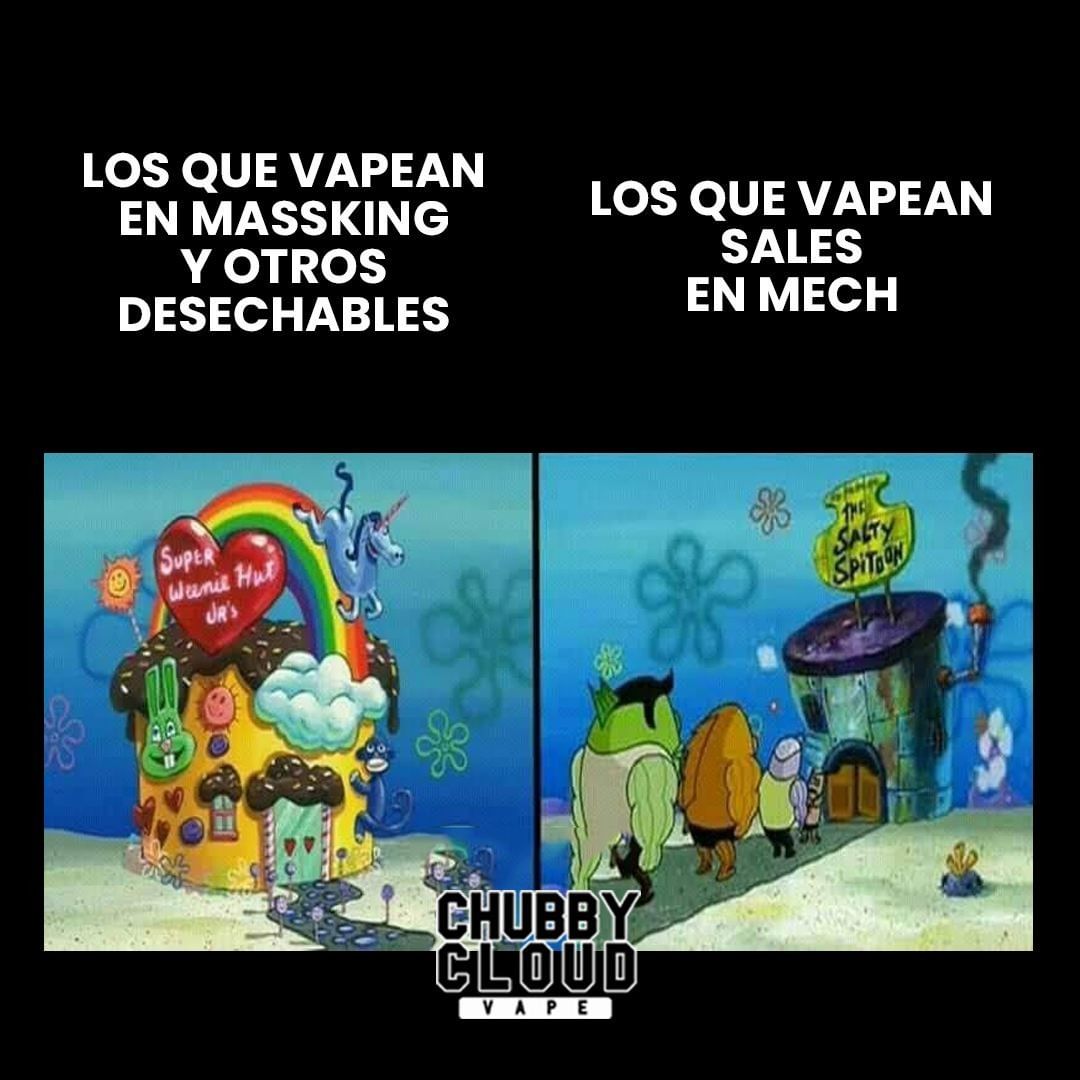 LOS QUE VAPEAN
EN MASSKING
Y OTROS
DESECHABLES
LOS QUE VAPEAN
SALES
EN MECH
SUPER
Weenie Hut
JR's
THE
SALTY
SPITOON
CHUBBY
CLOUD
VAPE